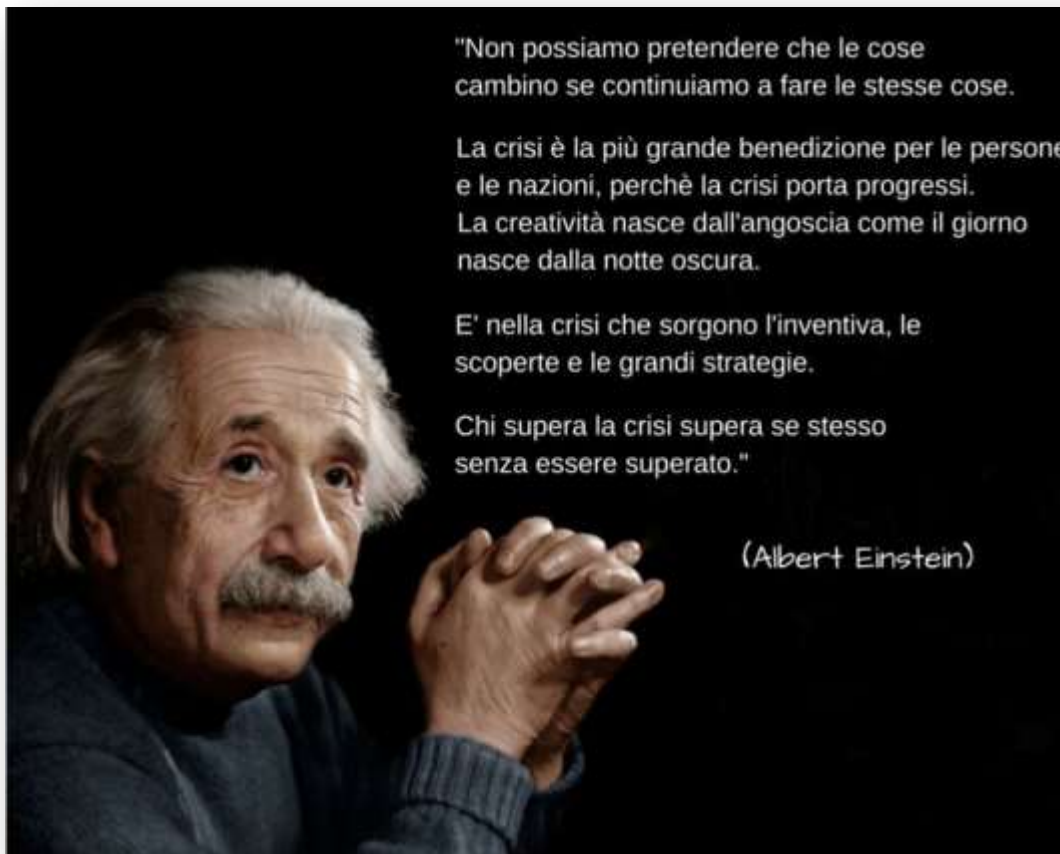 "Non possiamo pretendere che le cose
cambino se continuiamo a fare le stesse cose.
La crisi è la più grande benedizione per le persone
e le nazioni, perchè la crisi porta progressi.
La creatività nasce dall'angoscia come il giorno
nasce dalla notte oscura.
E' nella crisi che sorgono l'inventiva, le
scoperte e le grandi strategie.
Chi supera la crisi supera se stesso
senza essere superato."
(Albert Einstein)